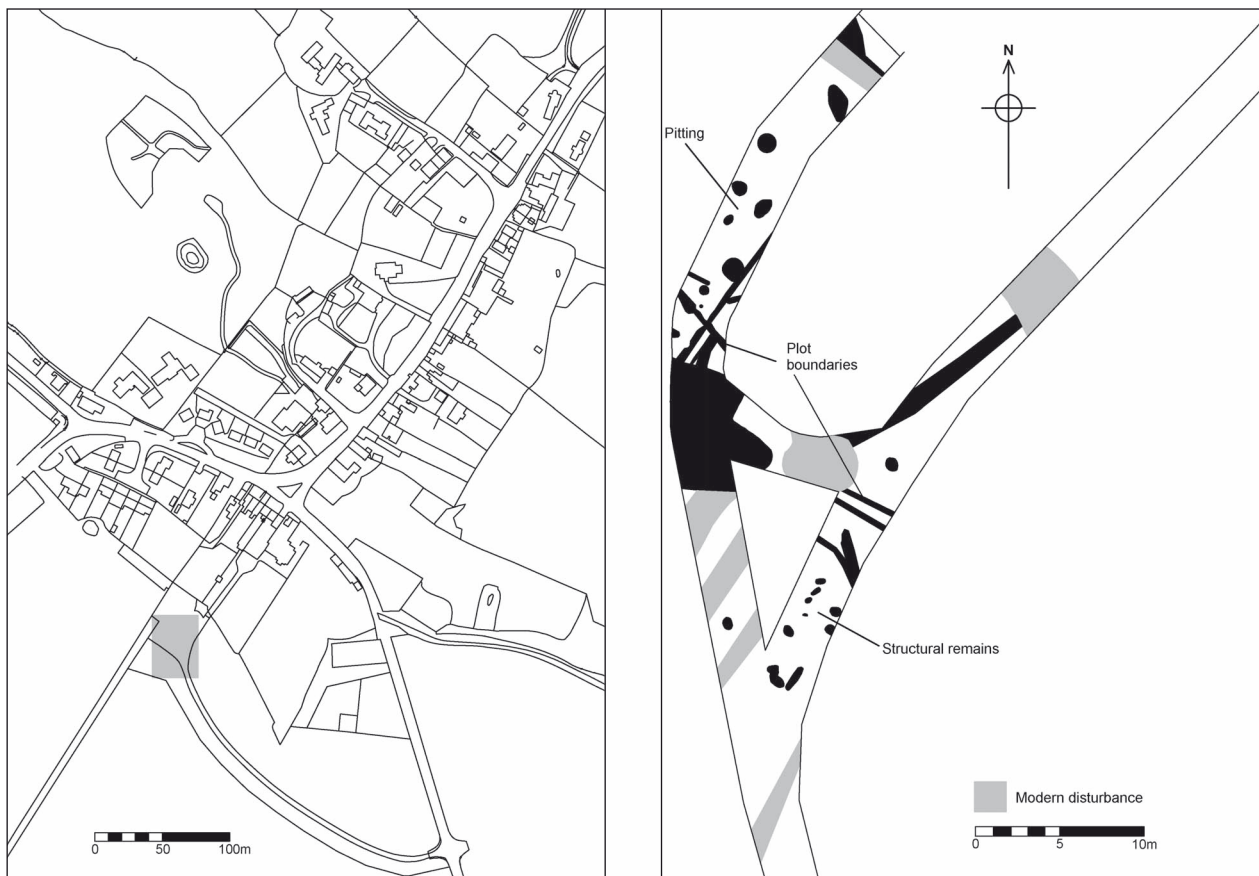 N
Pitting
Plot
boundaries
Structural remains
Modern disturbance
0 50 100m
0 5 10m